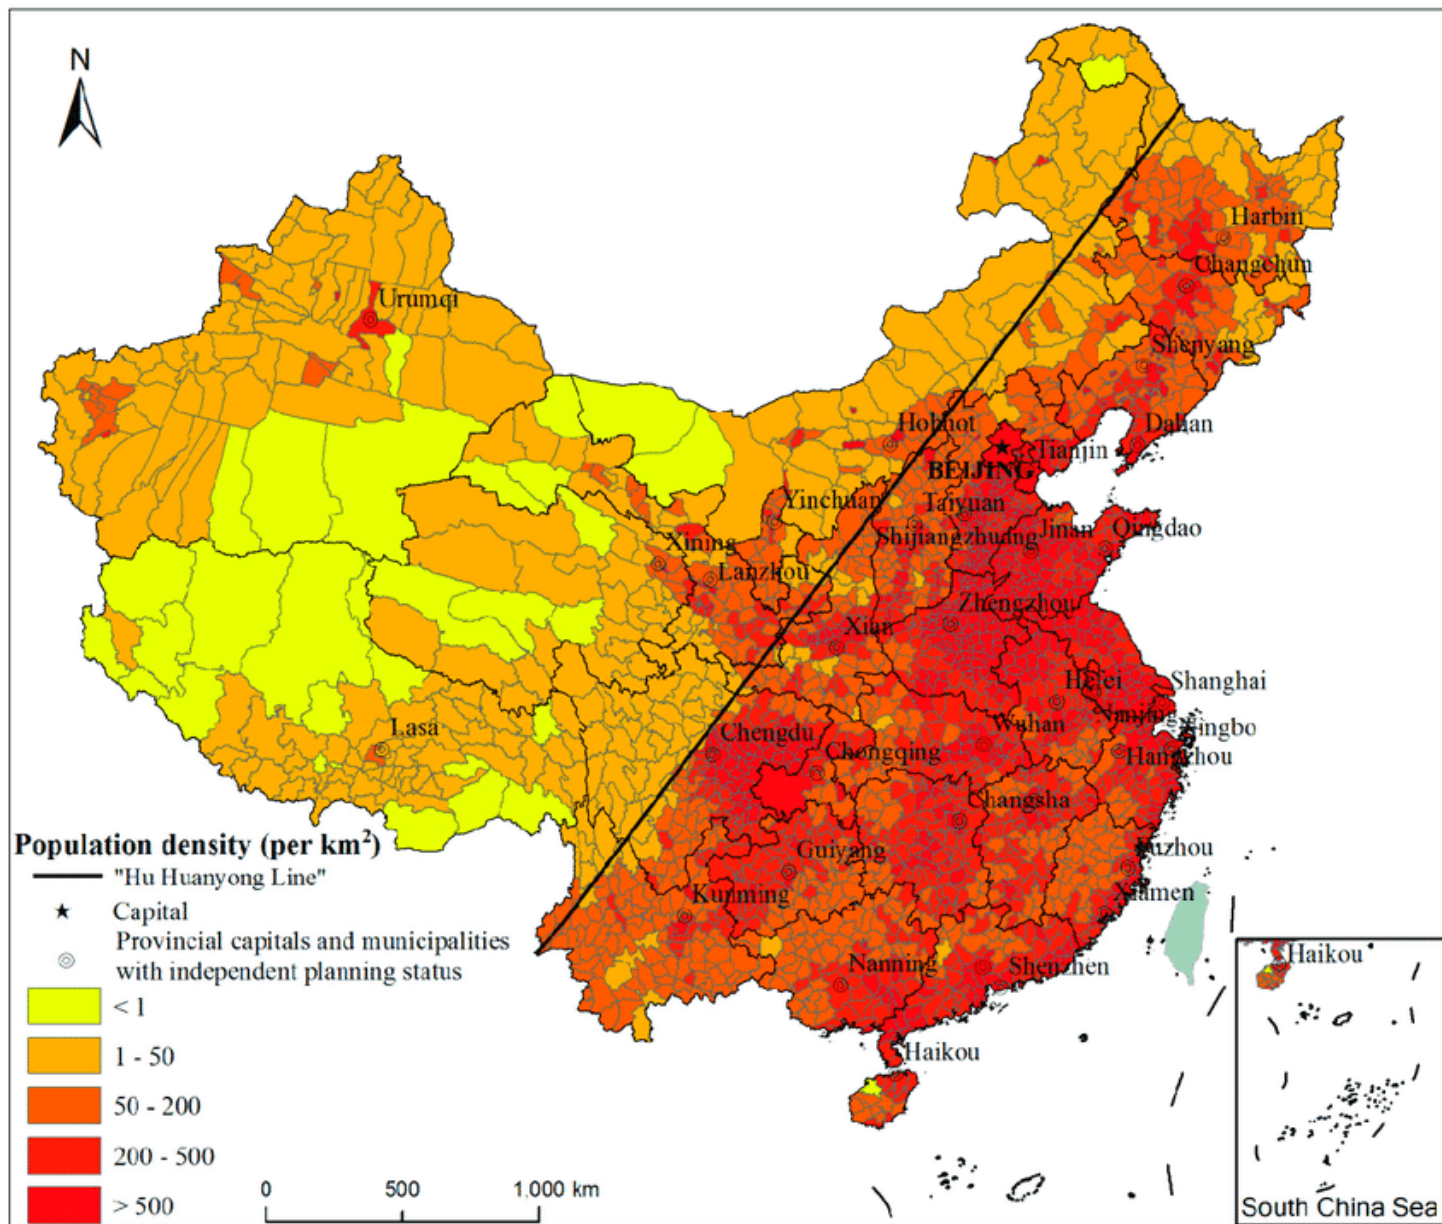 N
Harbin
Changchun
Urumqi
Shenyang
Hohhot
Dalian
Tianjin
BEIJING
Yinchuan
Taiyuan
Shijiangzhudng
Jinan
Qingdao
Xining
Lanzhou
Zhengzhou
Xian
Hefei
Shanghai
Nanjing
Ningbo
Lasa
Chengdu
Wuhan
Hangzhou
Chongqing
Changsha
Guiyang
Fuzhou
Kunming
Xiamen
Nanning
Shenzhen
Haikou
Population density (per km²)
"Hu Huanyong Line"
Capital
Provincial capitals and municipalities
with independent planning status
< 1
1 - 50
50 - 200
200 - 500
> 500
0 500 1,000 km
Haikou
South China Sea